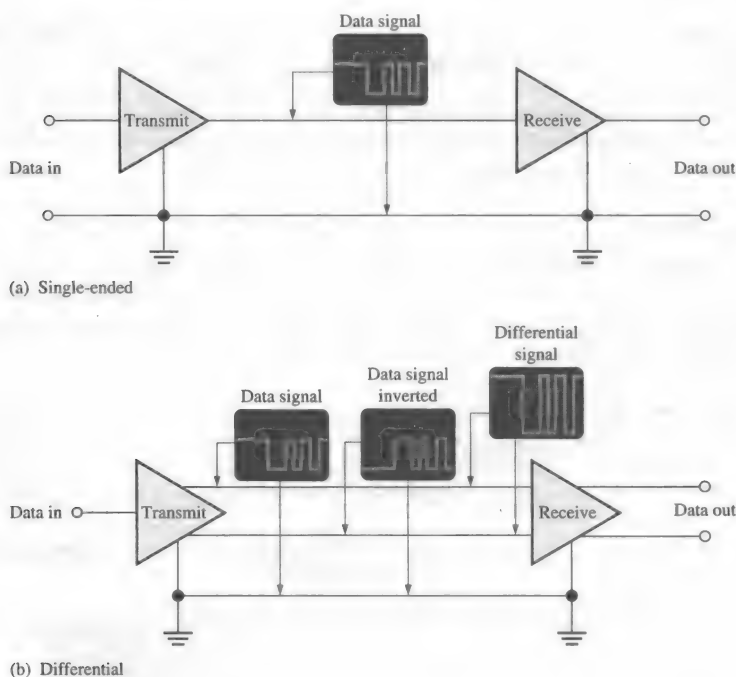 Data signal
Transmit
Receive
Data in
Data out
(a) Single-ended
Differential
signal
Data signal
Data signal
inverted
Data in
Transmit
Receive
Data out
(b) Differential